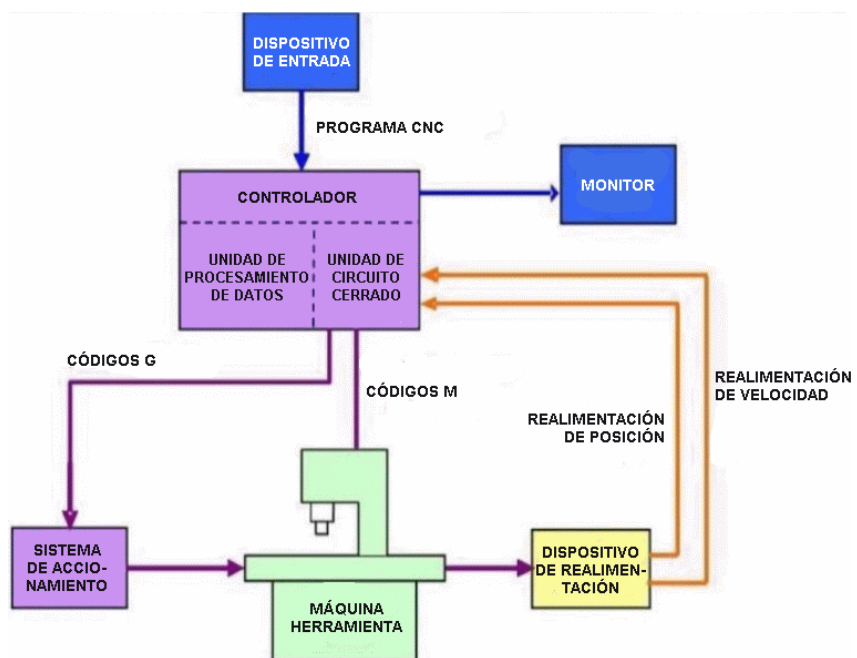 DISPOSITIVO
DE ENTRADA
PROGRAMA CNC
CONTROLADOR
MONITOR
UNIDAD DE
PROCESAMIENTO
DE DATOS
UNIDAD DE
CIRCUITO
CERRADO
CÓDIGOS G
CÓDIGOS M
REALIMENTACIÓN
DE VELOCIDAD
REALIMENTACIÓN
DE POSICIÓN
SISTEMA
DE ACCIO-
NAMIENTO
DISPOSITIVO
DE REALIMEN-
TACIÓN
MÁQUINA
HERRAMIENTA